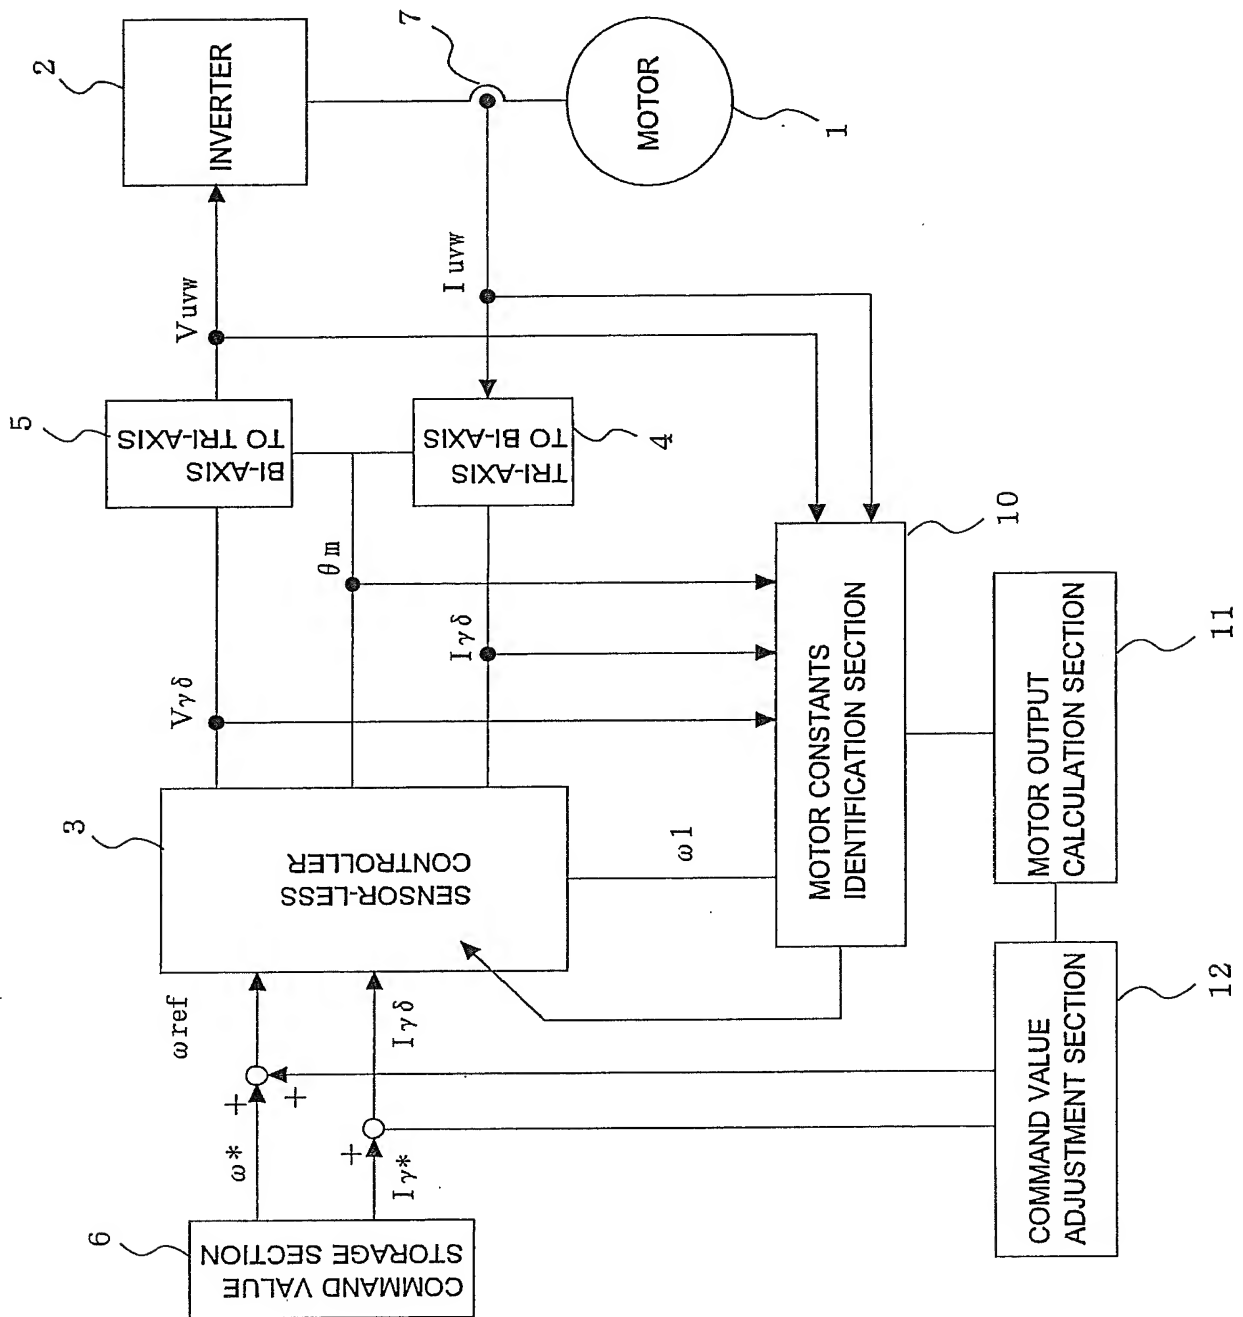 6
COMMAND VALUE
STORAGE SECTION
ω*
Iγ*
+
+
+
ωref
Iγδ
3
SENSOR-LESS
CONTROLLER
Vγδ
θm
Iγδ
ω1
5
BI-AXIS
TO TRI-AXIS
4
TRI-AXIS
TO BI-AXIS
Vuvw
Iuvw
2
INVERTER
7
MOTOR
1
10
MOTOR CONSTANTS
IDENTIFICATION SECTION
11
MOTOR OUTPUT
CALCULATION SECTION
12
COMMAND VALUE
ADJUSTMENT SECTION